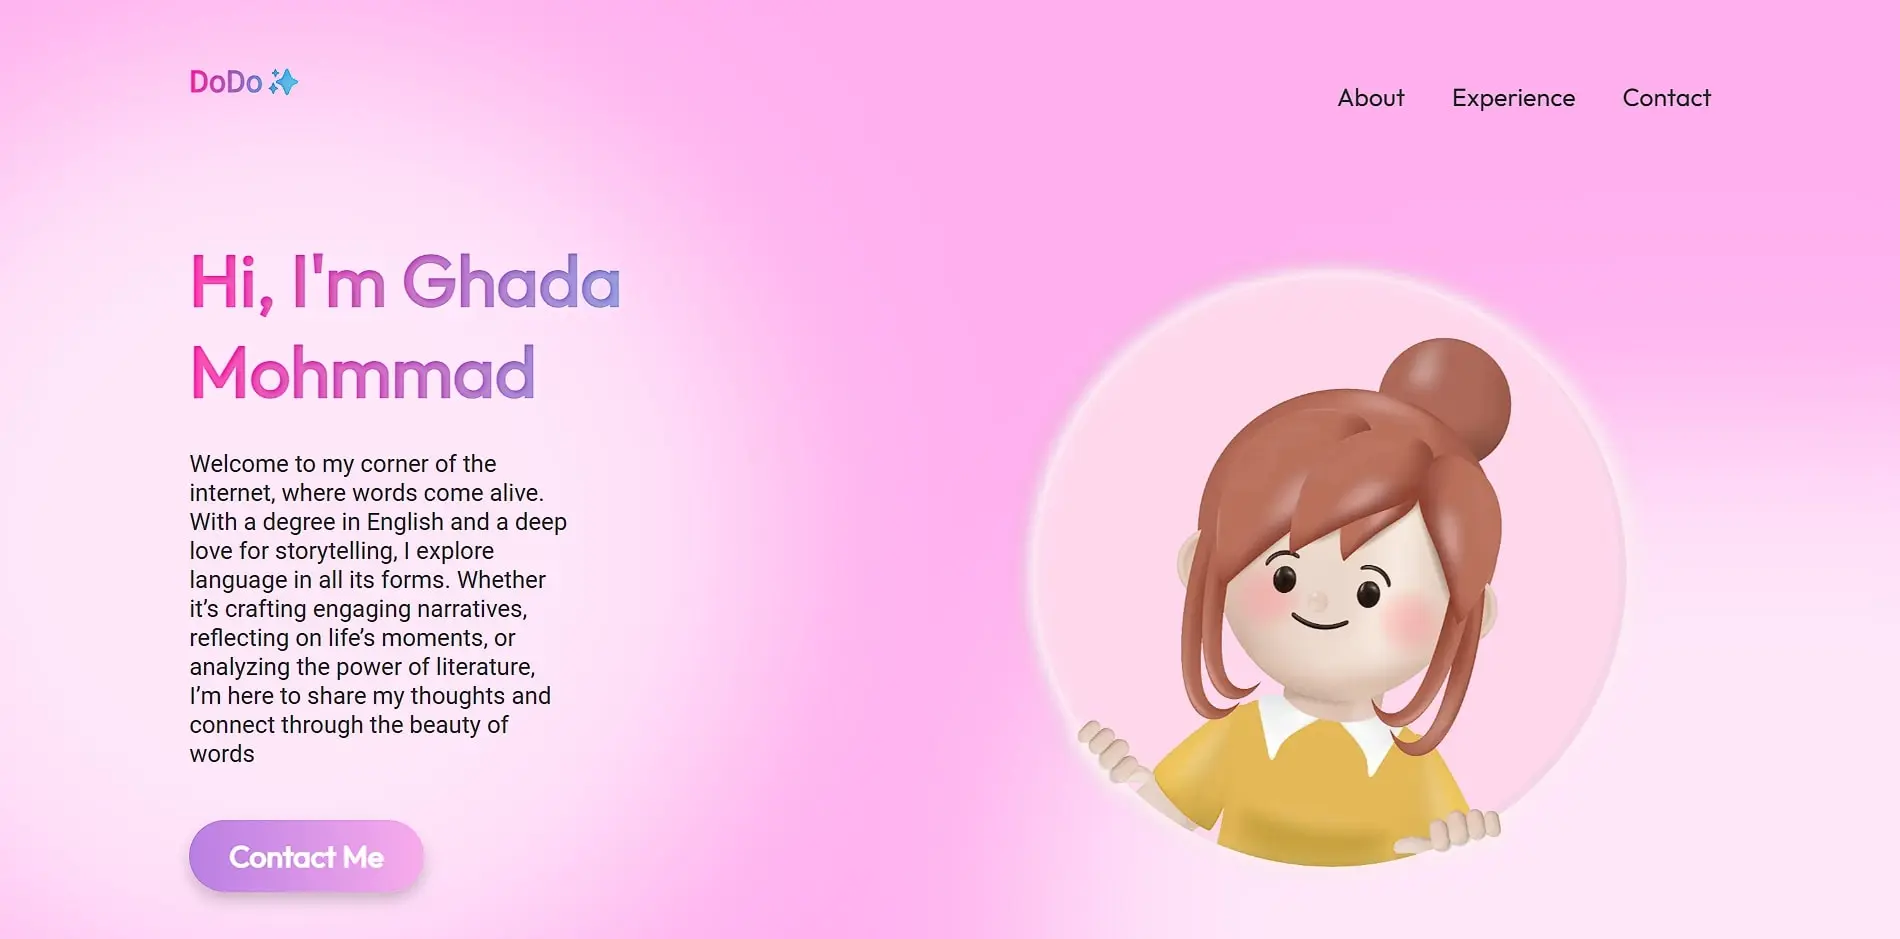 DoDo ✨
About Experience Contact
Hi, I'm Ghada
Mohmmad
Welcome to my corner of the
internet, where words come alive.
With a degree in English and a deep
love for storytelling, I explore
language in all its forms. Whether
it’s crafting engaging narratives,
reflecting on life’s moments, or
analyzing the power of literature,
I’m here to share my thoughts and
connect through the beauty of
words
Contact Me